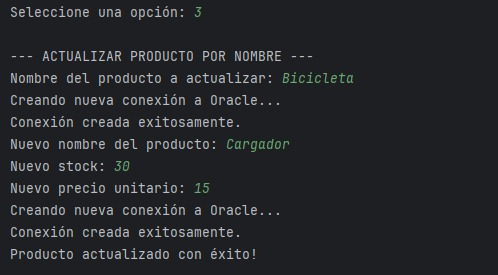 Seleccione una opción: 3
--- ACTUALIZAR PRODUCTO POR NOMBRE ---
Nombre del producto a actualizar: Bicicleta
Creando nueva conexión a Oracle...
Conexión creada exitosamente.
Nuevo nombre del producto: Cargador
Nuevo stock: 30
Nuevo precio unitario: 15
Creando nueva conexión a Oracle...
Conexión creada exitosamente.
Producto actualizado con éxito!